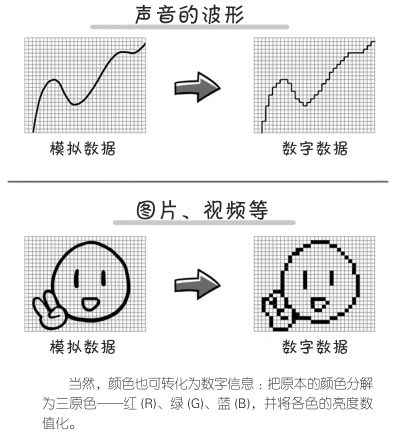 声音的波形
模拟数据 数字数据
图片、视频等
模拟数据 数字数据
当然，颜色也可转化为数字信息：把原本的颜色分解
为三原色——红 (R)、绿 (G)、蓝 (B)，并将各色的亮度数
值化。